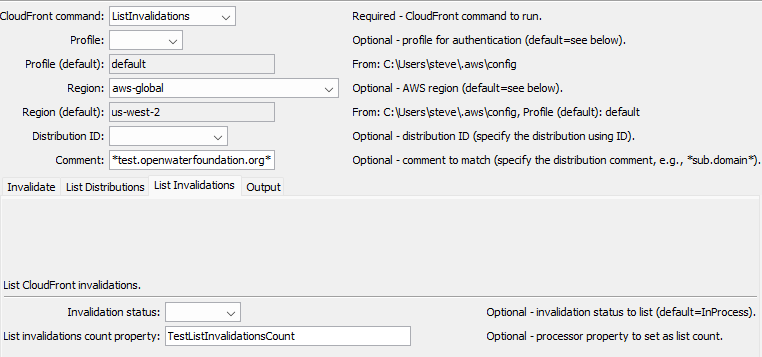 CloudFront command: ListInvalidations Required - CloudFront command to run.
Profile: Optional - profile for authentication (default=see below).
Profile (default): default From: C:\Users\steve\.aws\config
Region: aws-global Optional - AWS region (default=see below).
Region (default): us-west-2 From: C:\Users\steve\.aws\config, Profile (default): default
Distribution ID: Optional - distribution ID (specify the distribution using ID).
Comment: *test.openwaterfoundation.org* Optional - comment to match (specify the distribution comment, e.g., *sub.domain*).
Invalidate List Distributions List Invalidations Output
List CloudFront invalidations.
Invalidation status: Optional - invalidation status to list (default=InProcess).
List invalidations count property: TestListInvalidationsCount Optional - processor property to set as list count.